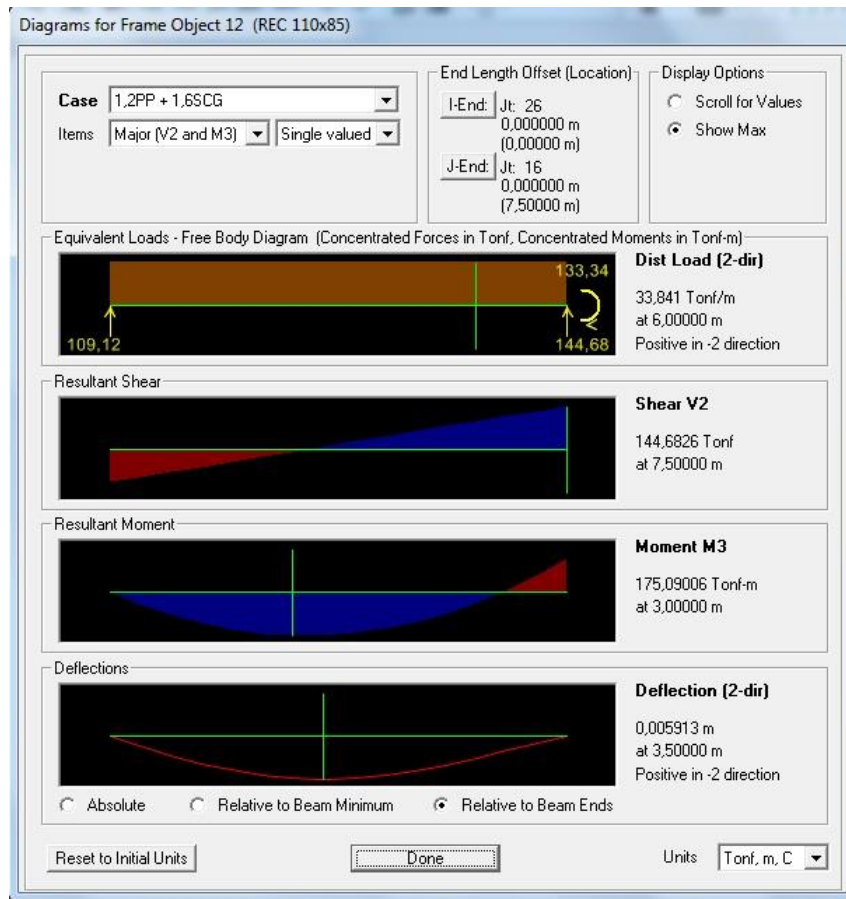 Diagrams for Frame Object 12 (REC 110x85)
Case 1,2PP + 1,6SCG
Items Major (V2 and M3) Single valued
End Length Offset (Location)
I-End: Jt: 26
0,000000 m
(0,00000 m)
J-End: Jt: 16
0,000000 m
(7,50000 m)
Display Options
Scroll for Values
Show Max
Equivalent Loads - Free Body Diagram (Concentrated Forces in Tonf, Concentrated Moments in Tonf-m)
133,34
109,12
144,68
Dist Load (2-dir)
33,841 Tonf/m
at 6,00000 m
Positive in -2 direction
Resultant Shear
Shear V2
144,6826 Tonf
at 7,50000 m
Resultant Moment
Moment M3
175,09006 Tonf-m
at 3,00000 m
Deflections
Deflection (2-dir)
0,005913 m
at 3,50000 m
Positive in -2 direction
Absolute Relative to Beam Minimum Relative to Beam Ends
Reset to Initial Units Done Units Tonf, m, C